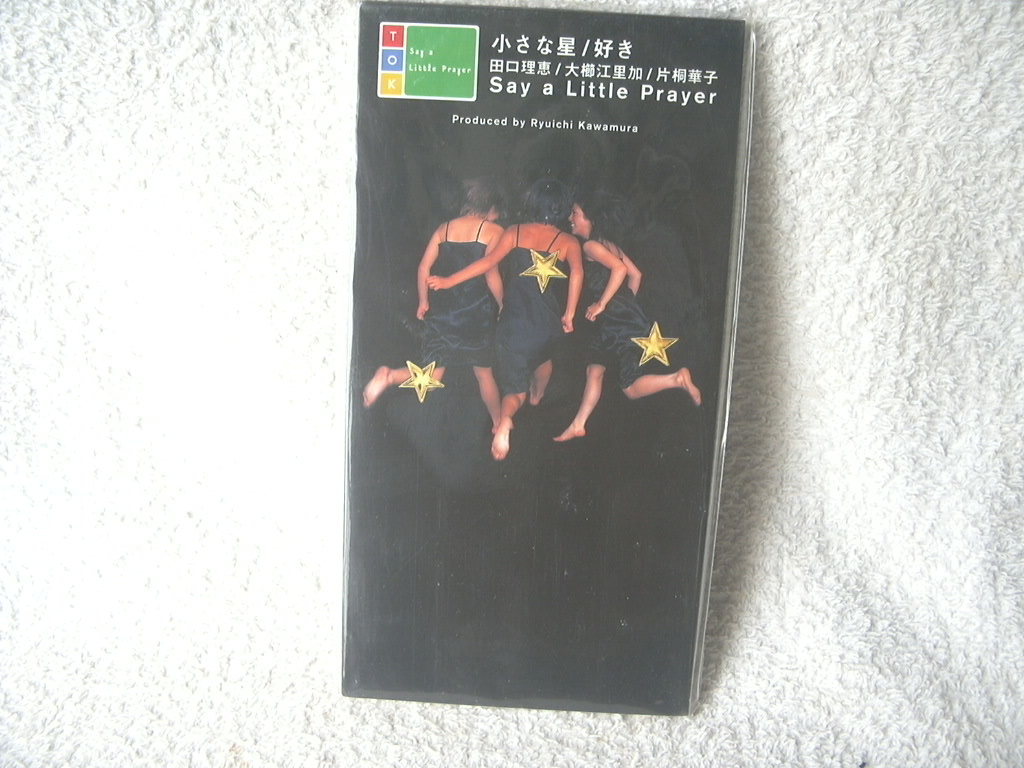 T
O
K
Say a
Little Prayer
小さな星/好き
田口理恵/大櫛江里加/片桐華子
Say a Little Prayer
Produced by Ryuichi Kawamura